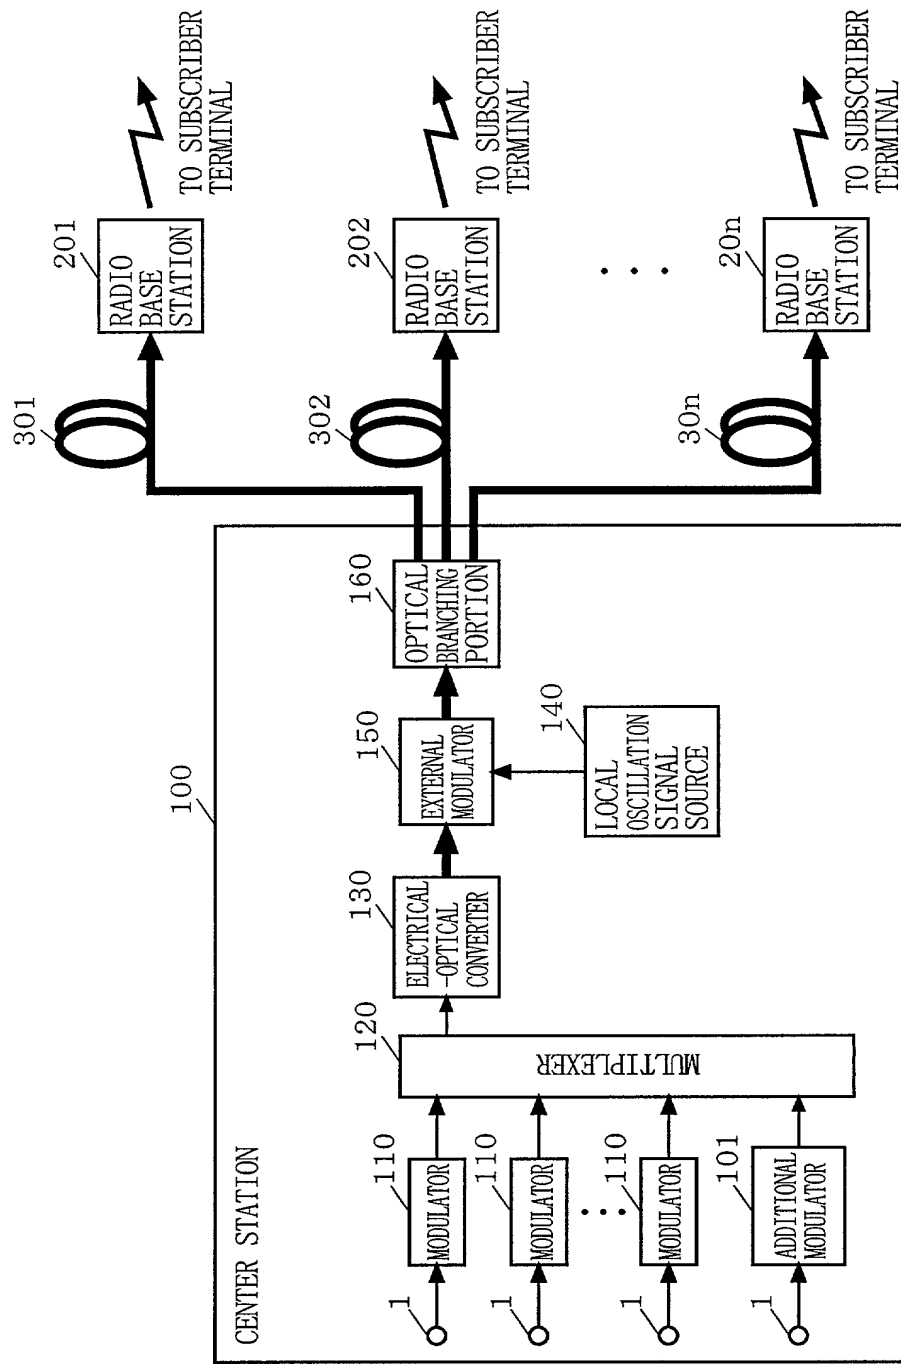 100
CENTER STATION
1
110
MODULATOR
1
110
MODULATOR
1
110
MODULATOR
1
101
ADDITIONAL
MODULATOR
120
MULTIPLEXER
130
ELECTRICAL
-OPTICAL
CONVERTER
150
EXTERNAL
MODULATOR
140
LOCAL
OSCILLATION
SIGNAL
SOURCE
160
OPTICAL
BRANCHING
PORTION
301
201
RADIO
BASE
STATION
TO SUBSCRIBER
TERMINAL
302
202
RADIO
BASE
STATION
TO SUBSCRIBER
TERMINAL
30n
20n
RADIO
BASE
STATION
TO SUBSCRIBER
TERMINAL